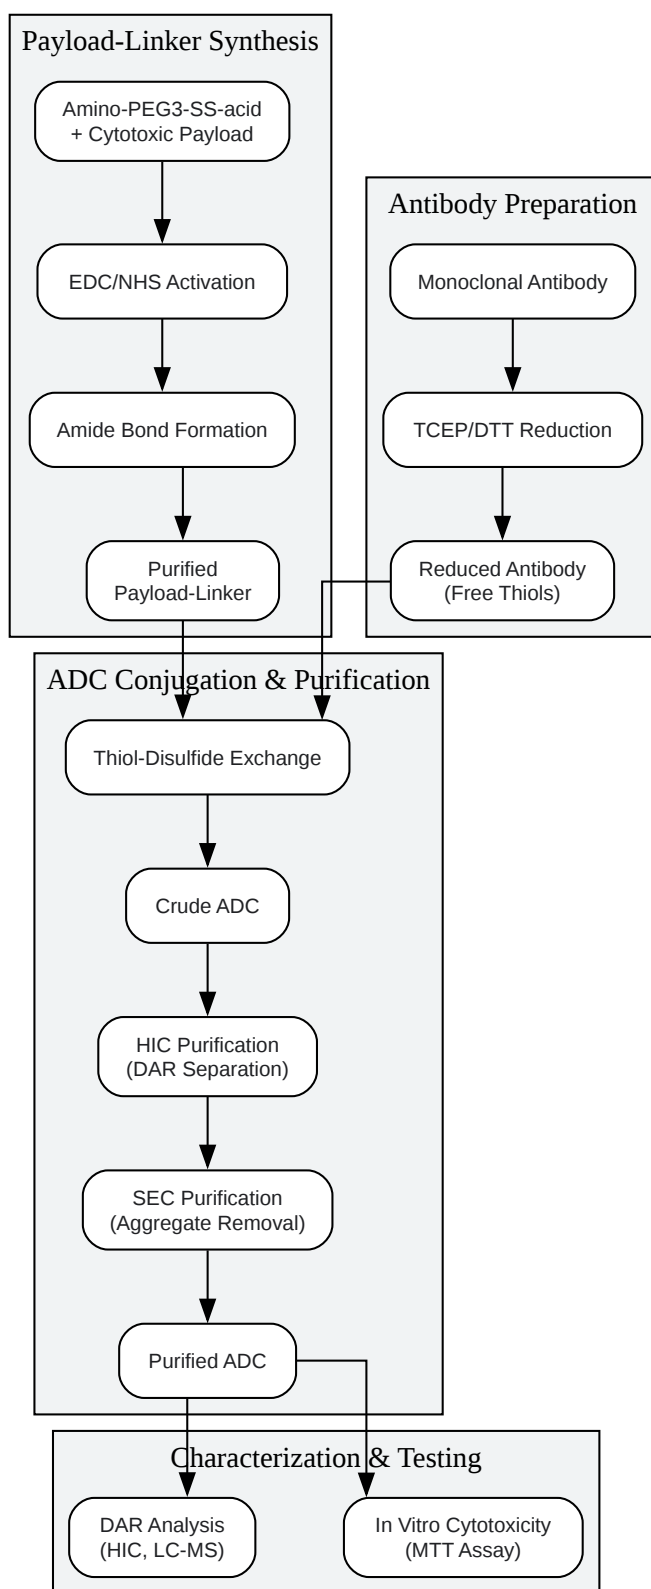 Payload-Linker Synthesis
Amino-PEG3-SS-acid
+ Cytotoxic Payload
EDC/NHS Activation
Amide Bond Formation
Purified
Payload-Linker
Antibody Preparation
Monoclonal Antibody
TCEP/DTT Reduction
Reduced Antibody
(Free Thiols)
ADC Conjugation & Purification
Thiol-Disulfide Exchange
Crude ADC
HIC Purification
(DAR Separation)
SEC Purification
(Aggregate Removal)
Purified ADC
Characterization & Testing
DAR Analysis
(HIC, LC-MS)
In Vitro Cytotoxicity
(MTT Assay)